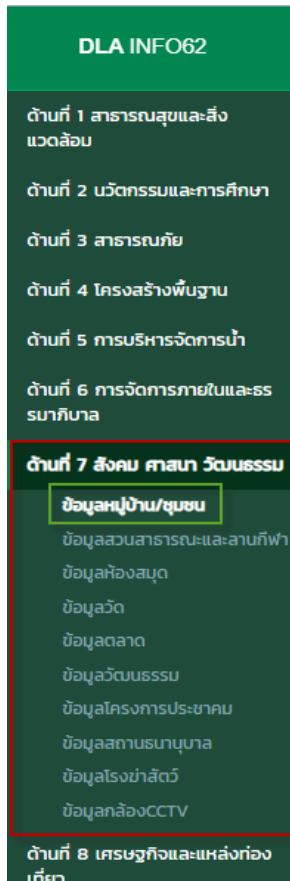 DLA INFO62
ด้านที่ 1 สาธารณสุขและสิ่ง
แวดล้อม
ด้านที่ 2 นวัตกรรมและการศึกษา
ด้านที่ 3 สาธารณภัย
ด้านที่ 4 โครงสร้างพื้นฐาน
ด้านที่ 5 การบริหารจัดการน้ำ
ด้านที่ 6 การจัดการภายในและธร
รมาภิบาล
ด้านที่ 7 สังคม ศาสนา วัฒนธรรม
ข้อมูลหมู่บ้าน/ชุมชน
ข้อมูลสวนสาธารณะและลานกีฬา
ข้อมูลห้องสมุด
ข้อมูลวัด
ข้อมูลตลาด
ข้อมูลวัฒนธรรม
ข้อมูลโครงการประชาคม
ข้อมูลสถานธนานุบาล
ข้อมูลโรงฆ่าสัตว์
ข้อมูลกล้องCCTV
ด้านที่ 8 เศรษฐกิจและแหล่งท่อง
เที่ยว